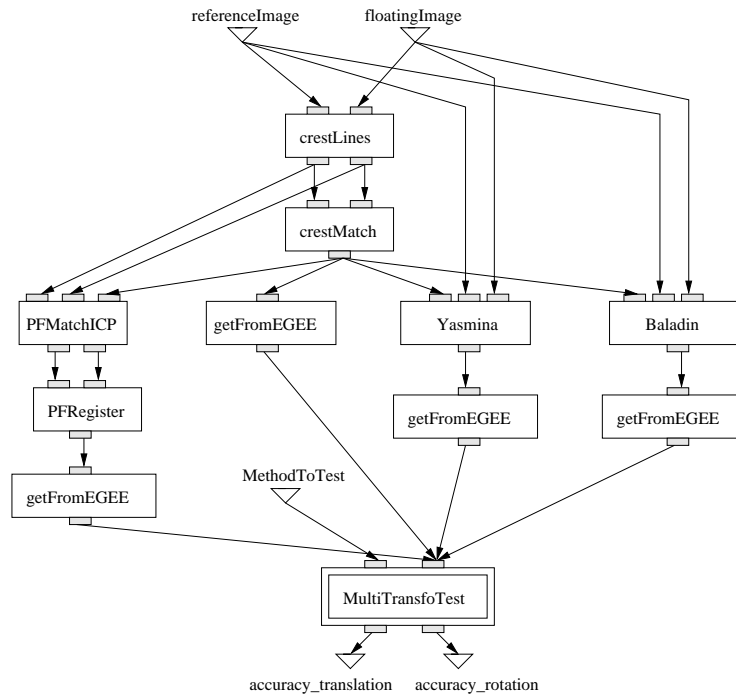 referenceImage
floatingImage
crestLines
crestMatch
PFMatchICP
getFromEGEE
Yasmina
Baladin
PFRegister
getFromEGEE
getFromEGEE
getFromEGEE
MethodToTest
MultiTransfoTest
accuracy_translation
accuracy_rotation